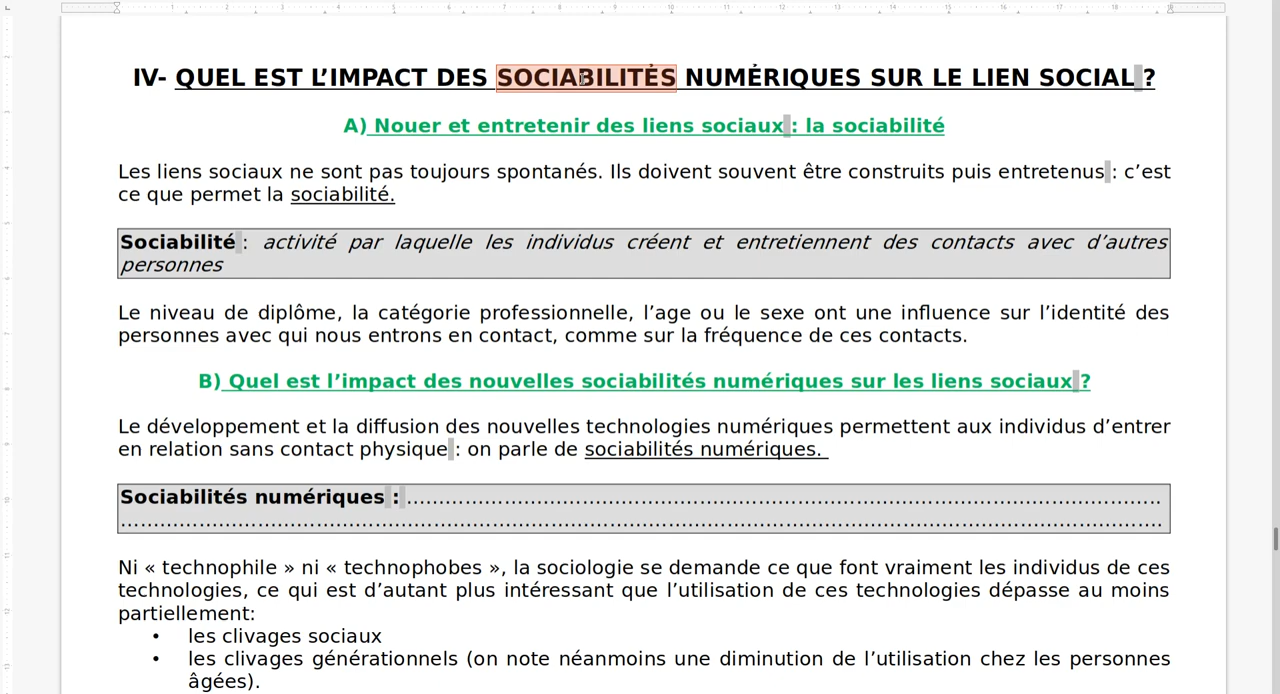 IV- QUEL EST L’IMPACT DES SOCIABILITÉS NUMÉRIQUES SUR LE LIEN SOCIAL ?
A) Nouer et entretenir des liens sociaux : la sociabilité
Les liens sociaux ne sont pas toujours spontanés. Ils doivent souvent être construits puis entretenus : c’est
ce que permet la sociabilité.
Sociabilité : activité par laquelle les individus créent et entretiennent des contacts avec d’autres
personnes
Le niveau de diplôme, la catégorie professionnelle, l’age ou le sexe ont une influence sur l’identité des
personnes avec qui nous entrons en contact, comme sur la fréquence de ces contacts.
B) Quel est l’impact des nouvelles sociabilités numériques sur les liens sociaux ?
Le développement et la diffusion des nouvelles technologies numériques permettent aux individus d’entrer
en relation sans contact physique : on parle de sociabilités numériques.
Sociabilités numériques : ……………………………………………………………………………………………………
……………………………………………………………………………………………………………………………………………
Ni « technophile » ni « technophobes », la sociologie se demande ce que font vraiment les individus de ces
technologies, ce qui est d’autant plus intéressant que l’utilisation de ces technologies dépasse au moins
partiellement:
• les clivages sociaux
• les clivages générationnels (on note néanmoins une diminution de l’utilisation chez les personnes
âgées).